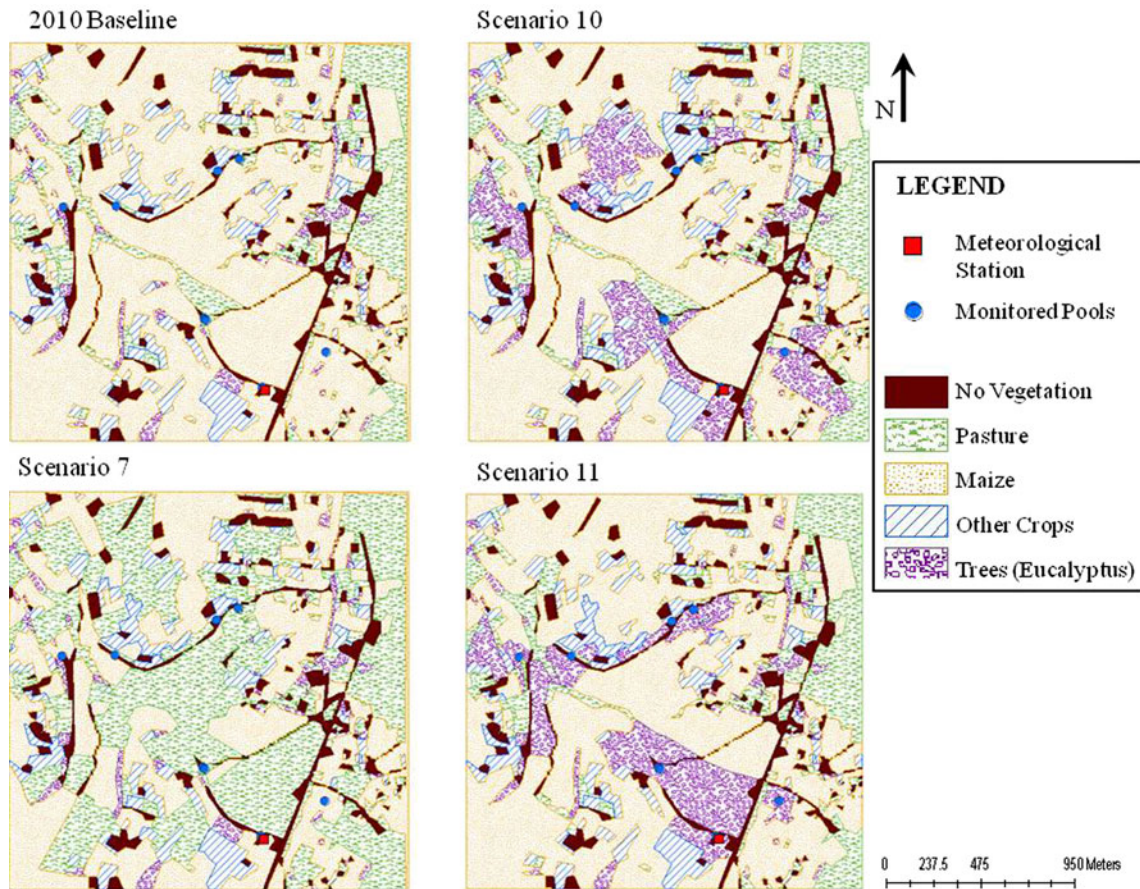 2010 Baseline
Scenario 10
N
LEGEND
Meteorological
Station
Monitored Pools
No Vegetation
Pasture
Maize
Other Crops
Trees (Eucalyptus)
Scenario 7
Scenario 11
0 237.5 475 950 Meters